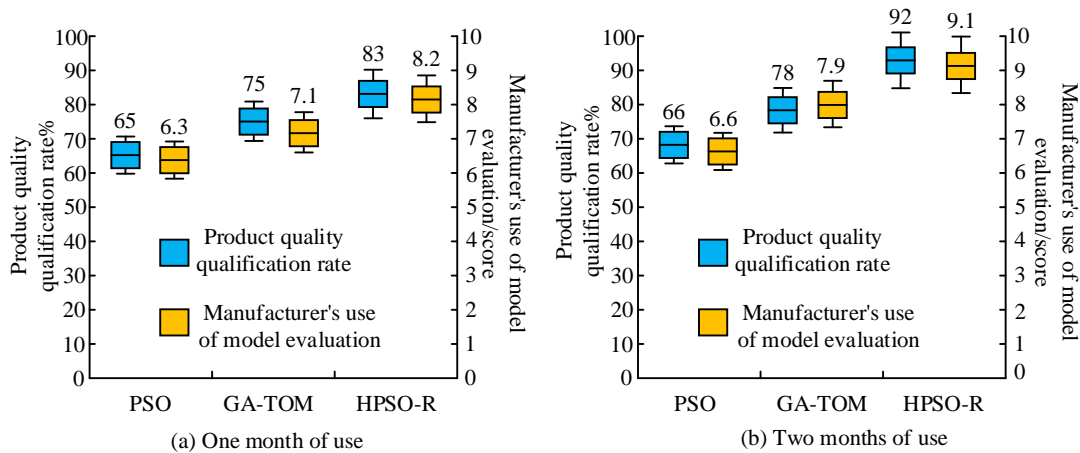 Product quality
qualification rate%
100
90
80
70
60
50
40
30
20
10
0
65
6.3
75
7.1
83
8.2
Product quality
qualification rate
Manufacturer's use
of model evaluation
PSO
GA-TOM
HPSO-R
10
9
8
7
6
5
4
3
2
1
0
Manufacturer's use of model
evaluation/score
(a) One month of use
Product quality
qualification rate%
100
90
80
70
60
50
40
30
20
10
0
66
6.6
78
7.9
92
9.1
Product quality
qualification rate
Manufacturer's use
of model evaluation
PSO
GA-TOM
HPSO-R
10
9
8
7
6
5
4
3
2
1
0
Manufacturer's use of model
evaluation/score
(b) Two months of use